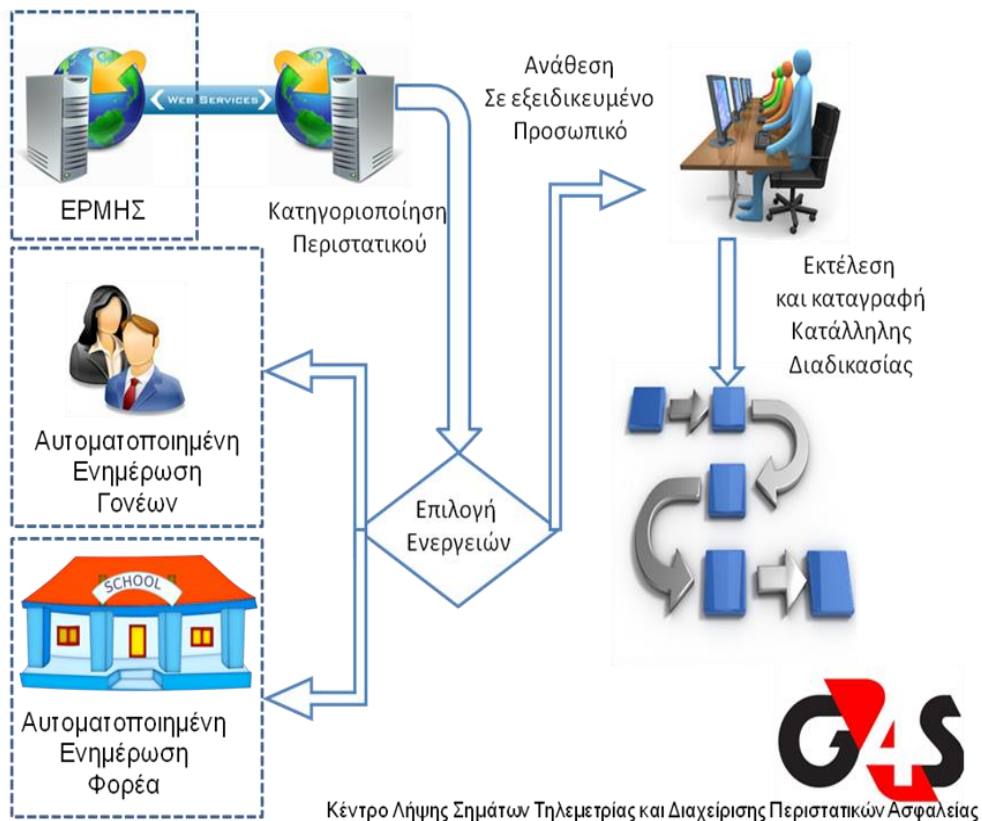 WEB SERVICES
ΕΡΜΗΣ
Κατηγοριοποίηση
Περιστατικού
Ανάθεση
Σε εξειδικευμένο
Προσωπικό
Εκτέλεση
και καταγραφή
Κατάλληλης
Διαδικασίας
Αυτοματοποιημένη
Ενημέρωση
Γονέων
Επιλογή
Ενεργειών
SCHOOL
Αυτοματοποιημένη
Ενημέρωση
Φορέα
G4S
Κέντρο Λήψης Σημάτων Τηλεμετρίας και Διαχείρισης Περιστατικών Ασφαλείας